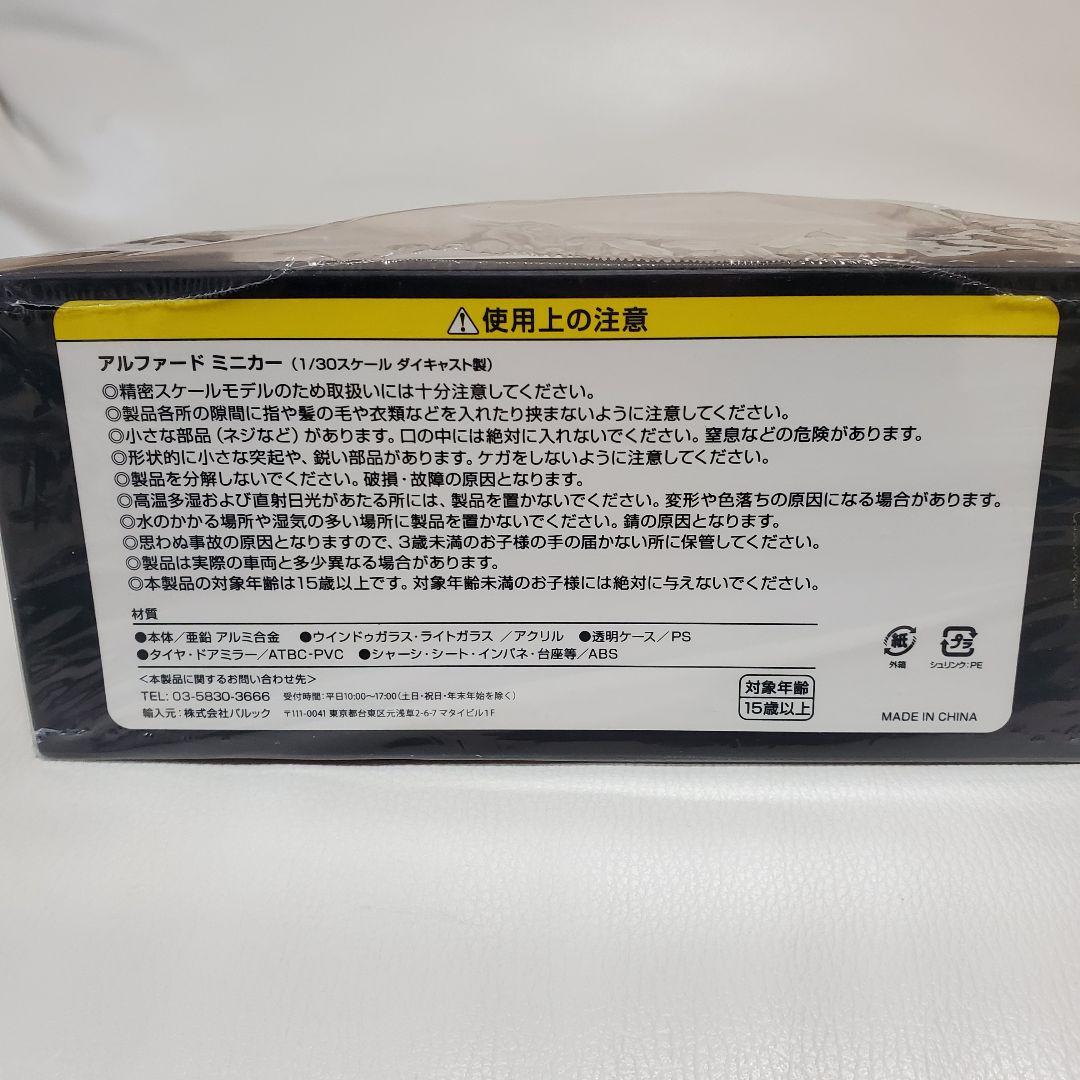 ⚠使用上の注意
アルファード ミニカー（1/30スケール ダイキャスト製）
◎精密スケールモデルのため取扱いには十分注意してください。
◎製品各所の隙間に指や髪の毛や衣類などを入れたり挟まないように注意してください。
◎小さな部品（ネジなど）があります。口の中には絶対に入れないでください。窒息などの危険があります。
◎形状的に小さな突起や、鋭い部品があります。ケガをしないように注意してください。
◎製品を分解しないでください。破損・故障の原因となります。
◎高温多湿および直射日光があたる所には、製品を置かないでください。変形や色落ちの原因になる場合があります。
◎水のかかる場所や湿気の多い場所に製品を置かないでください。錆の原因となります。
◎思わぬ事故の原因となりますので、3歳未満のお子様の手の届かない所に保管してください。
◎製品は実際の車両と多少異なる場合があります。
◎本製品の対象年齢は15歳以上です。対象年齢未満のお子様には絶対に与えないでください。
材質
●本体／亜鉛 アルミ合金 ●ウインドゥガラス・ライトガラス ／アクリル ●透明ケース／PS
●タイヤ・ドアミラー／ATBC-PVC ●シャーシ・シート・インパネ・台座等／ABS
＜本製品に関するお問い合わせ先＞
TEL: 03-5830-3666 受付時間：平日10:00〜17:00（土日・祝日・年末年始を除く）
輸入元：株式会社バルック 〒111-0041 東京都台東区元浅草2-6-7 マタイビル1F
対象年齢
15歳以上
紙
外箱
プラ
シュリンク：PE
MADE IN CHINA